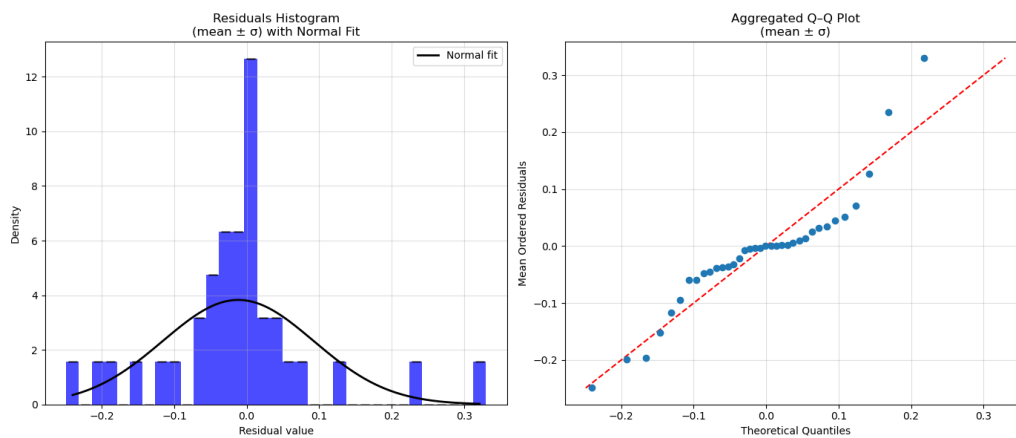 Residuals Histogram
(mean ± σ) with Normal Fit
Normal fit
Density
12
10
8
6
4
2
0
−0.2
−0.1
0.0
0.1
0.2
0.3
Residual value
Aggregated Q–Q Plot
(mean ± σ)
Mean Ordered Residuals
0.3
0.2
0.1
0.0
−0.1
−0.2
−0.2
−0.1
0.0
0.1
0.2
0.3
Theoretical Quantiles